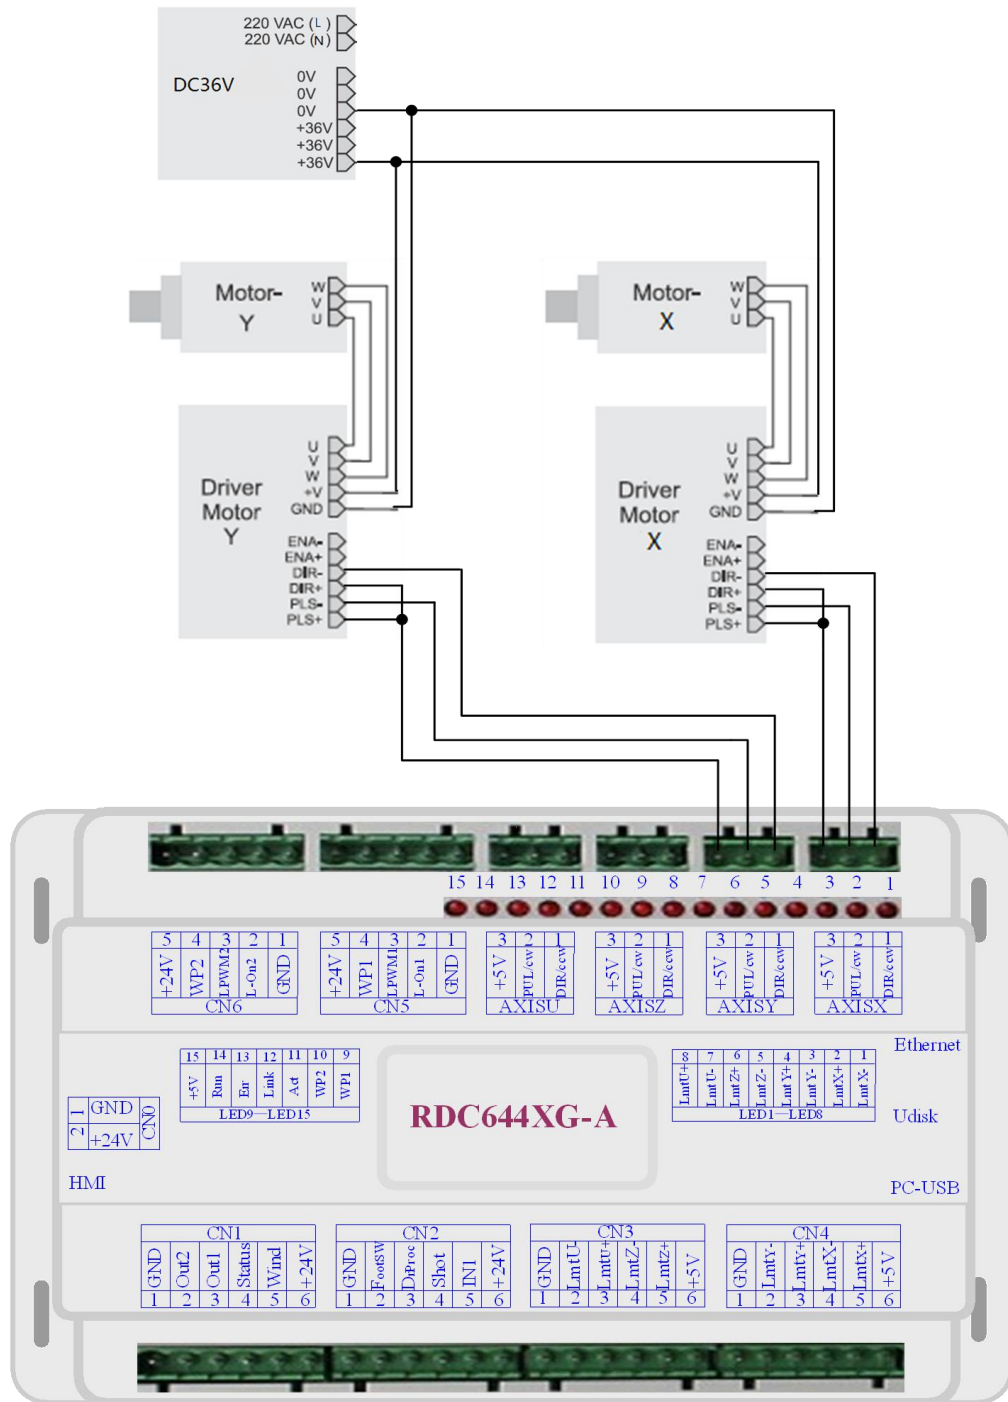 220 VAC (L)
220 VAC (N)
DC36V
0V
0V
0V
+36V
+36V
+36V
Motor-
Y
W
V
U
Motor-
X
W
V
U
Driver
Motor
Y
U
V
W
+V
GND
ENA-
ENA+
DIR-
DIR+
PLS-
PLS+
Driver
Motor
X
U
V
W
+V
GND
ENA-
ENA+
DIR-
DIR+
PLS-
PLS+
15 14 13 12 11 10 9 8 7 6 5 4 3 2 1
5 4 3 2 1
+24V WP2 LPWM2 L-On2 GND
CN6
5 4 3 2 1
+24V WP1 LPWM1 L-On1 GND
CN5
3 2 1
+5V PUL/cw DIR/ccw
AXISU
3 2 1
+5V PUL/cw DIR/ccw
AXISZ
3 2 1
+5V PUL/cw DIR/ccw
AXISY
3 2 1
+5V PUL/cw DIR/ccw
AXISX
Ethernet
15 14 13 12 11 10 9
+5V Run Err Link Act WP2 WP1
LED9—LED15
8 7 6 5 4 3 2 1
LmtU+ LmtU- LmtZ+ LmtZ- LmtY+ LmtY- LmtX+ LmtX-
LED1—LED8
1 GND
2 +24V
CN0
RDC644XG-A
Udisk
HMI
PC-USB
CN1
GND Out2 Out1 Status Wind +24V
1 2 3 4 5 6
CN2
GND FootSW DrProc Shot IN1 +24V
1 2 3 4 5 6
CN3
GND LmtU- LmtU+ LmtZ- LmtZ+ +5V
1 2 3 4 5 6
CN4
GND LmtY- LmtY+ LmtX- LmtX+ +5V
1 2 3 4 5 6